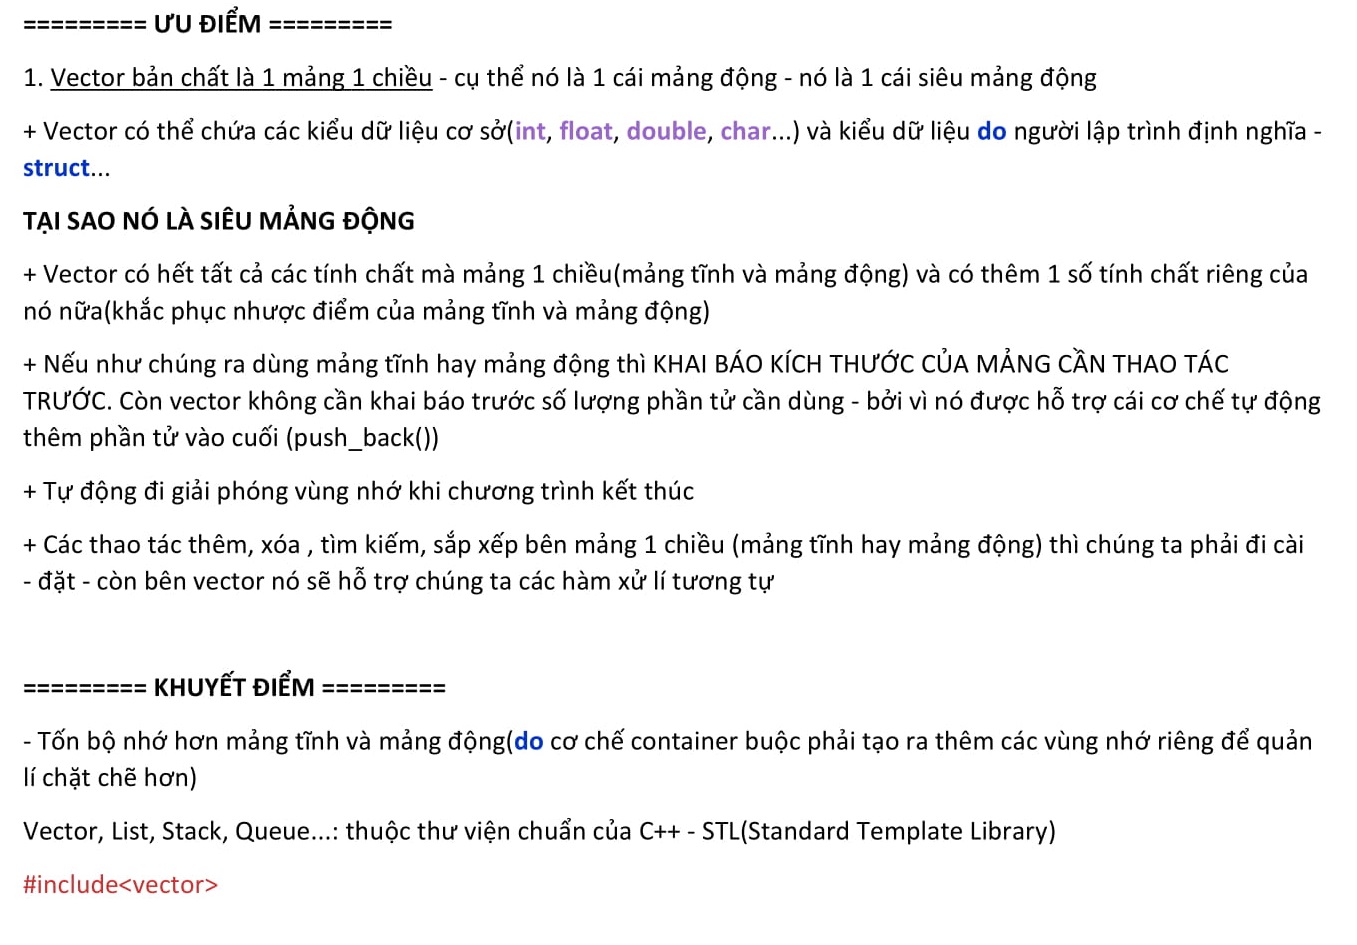 ========= ƯU ĐIỂM =========
1. Vector bản chất là 1 mảng 1 chiều - cụ thể nó là 1 cái mảng động - nó là 1 cái siêu mảng động
+ Vector có thể chứa các kiểu dữ liệu cơ sở(int, float, double, char...) và kiểu dữ liệu do người lập trình định nghĩa -
struct...
TẠI SAO NÓ LÀ SIÊU MẢNG ĐỘNG
+ Vector có hết tất cả các tính chất mà mảng 1 chiều(mảng tĩnh và mảng động) và có thêm 1 số tính chất riêng của
nó nữa(khắc phục nhược điểm của mảng tĩnh và mảng động)
+ Nếu như chúng ra dùng mảng tĩnh hay mảng động thì KHAI BÁO KÍCH THƯỚC CỦA MẢNG CẦN THAO TÁC
TRƯỚC. Còn vector không cần khai báo trước số lượng phần tử cần dùng - bởi vì nó được hỗ trợ cái cơ chế tự động
thêm phần tử vào cuối (push_back())
+ Tự động đi giải phóng vùng nhớ khi chương trình kết thúc
+ Các thao tác thêm, xóa , tìm kiếm, sắp xếp bên mảng 1 chiều (mảng tĩnh hay mảng động) thì chúng ta phải đi cài
- đặt - còn bên vector nó sẽ hỗ trợ chúng ta các hàm xử lí tương tự
========= KHUYẾT ĐIỂM =========
- Tốn bộ nhớ hơn mảng tĩnh và mảng động(do cơ chế container buộc phải tạo ra thêm các vùng nhớ riêng để quản
lí chặt chẽ hơn)
Vector, List, Stack, Queue...: thuộc thư viện chuẩn của C++ - STL(Standard Template Library)
#include<vector>